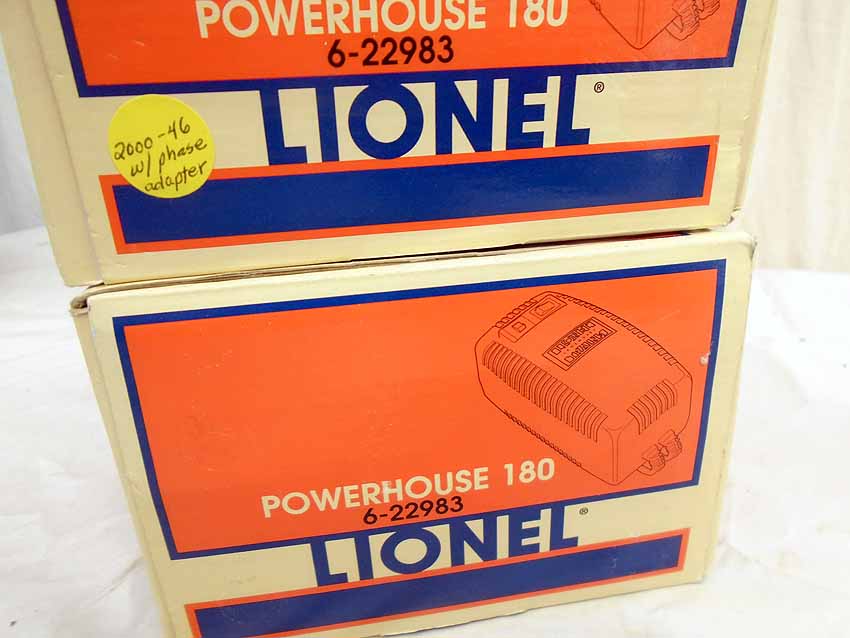 POWERHOUSE 180
6-22983
LIONEL®
2000-46
w/ phase
adapter
POWERHOUSE 180
6-22983
LIONEL®